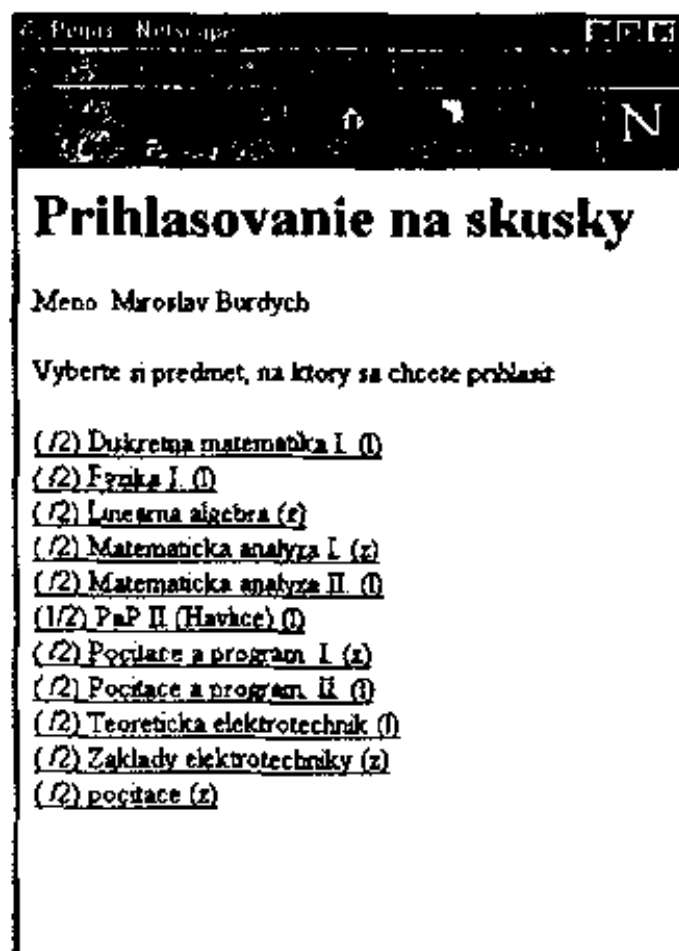 Netscape
N
Prihlasovanie na skusky
Meno Miroslav Burdych
Vyberte si predmet, na ktory sa chcete prihlasit
( /2) Diskretna matematika I. (l)
( /2) Fyzika I. (l)
( /2) Linearna algebra (z)
( /2) Matematicka analyza I. (z)
( /2) Matematicka analyza II. (l)
(1/2) PaP II (Havlice) (l)
( /2) Pocitace a program. I. (z)
( /2) Pocitace a program. II. (l)
( /2) Teoreticka elektrotechnik (l)
( /2) Zaklady elektrotechniky (z)
( /2) pocitace (z)